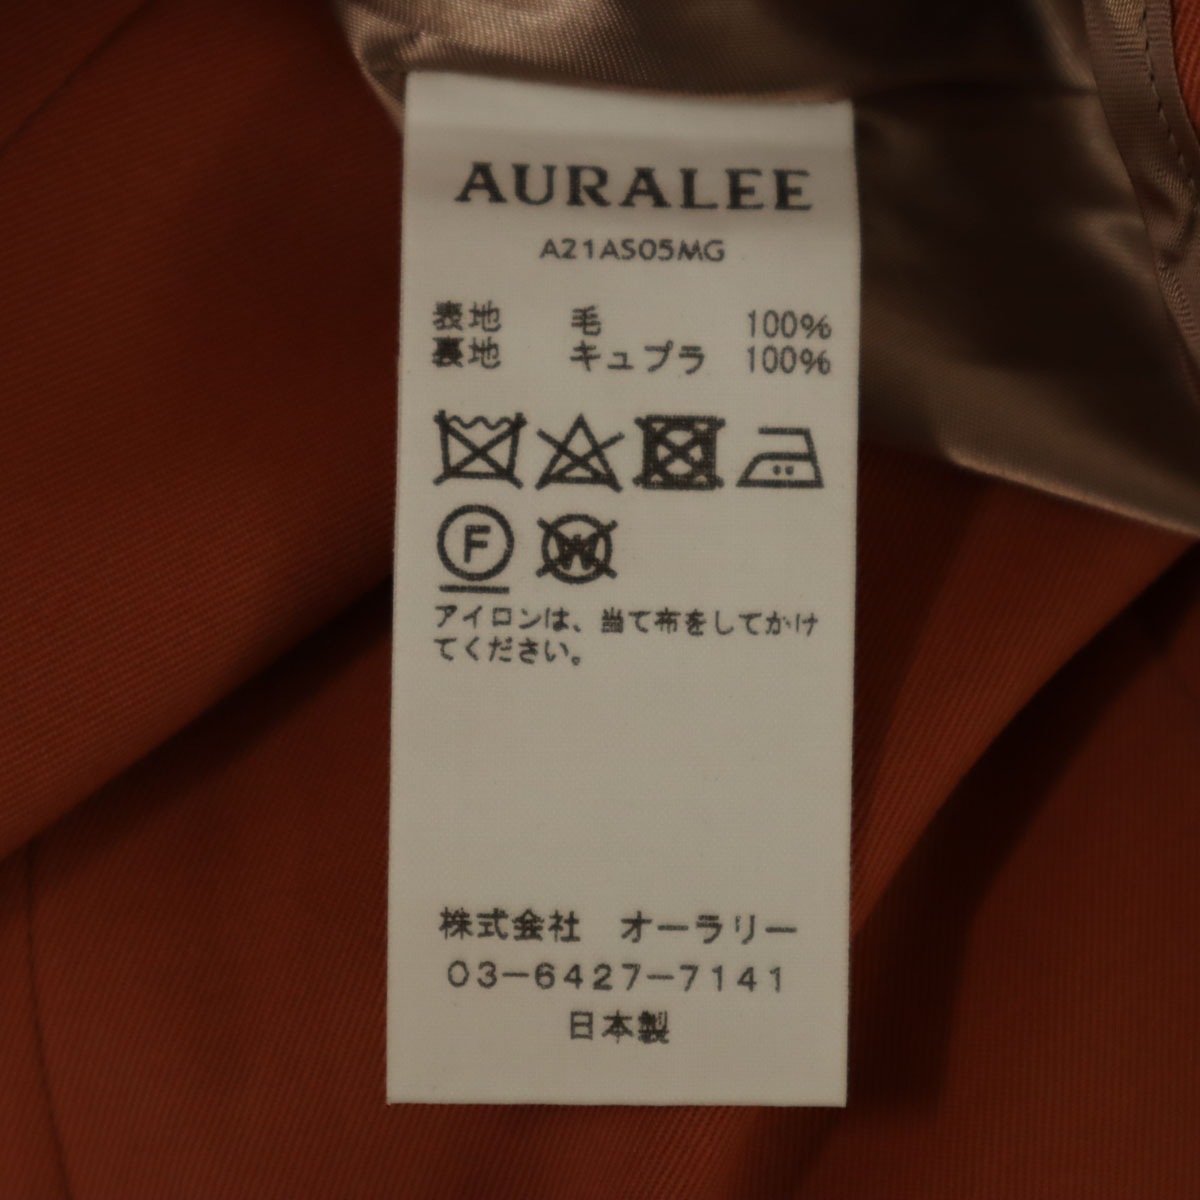 AURALEE
A21AS05MG
表地 毛 100%
裏地 キュプラ 100%
F
W
アイロンは、当て布をしてかけ
てください。
株式会社 オーラリー
03-6427-7141
日本製